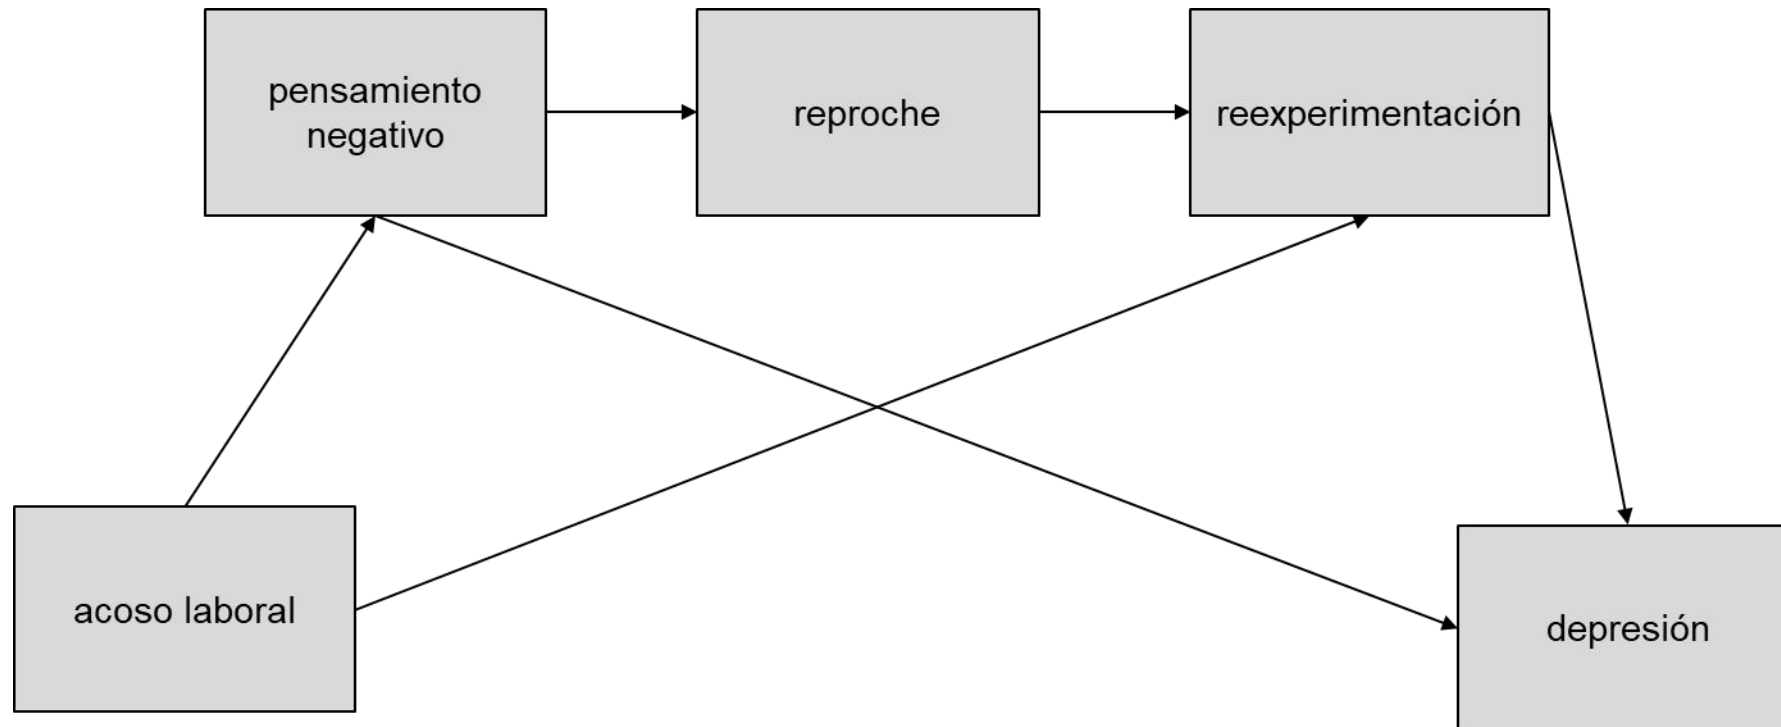 pensamiento
negativo
reproche
reexperimentación
acoso laboral
depresión